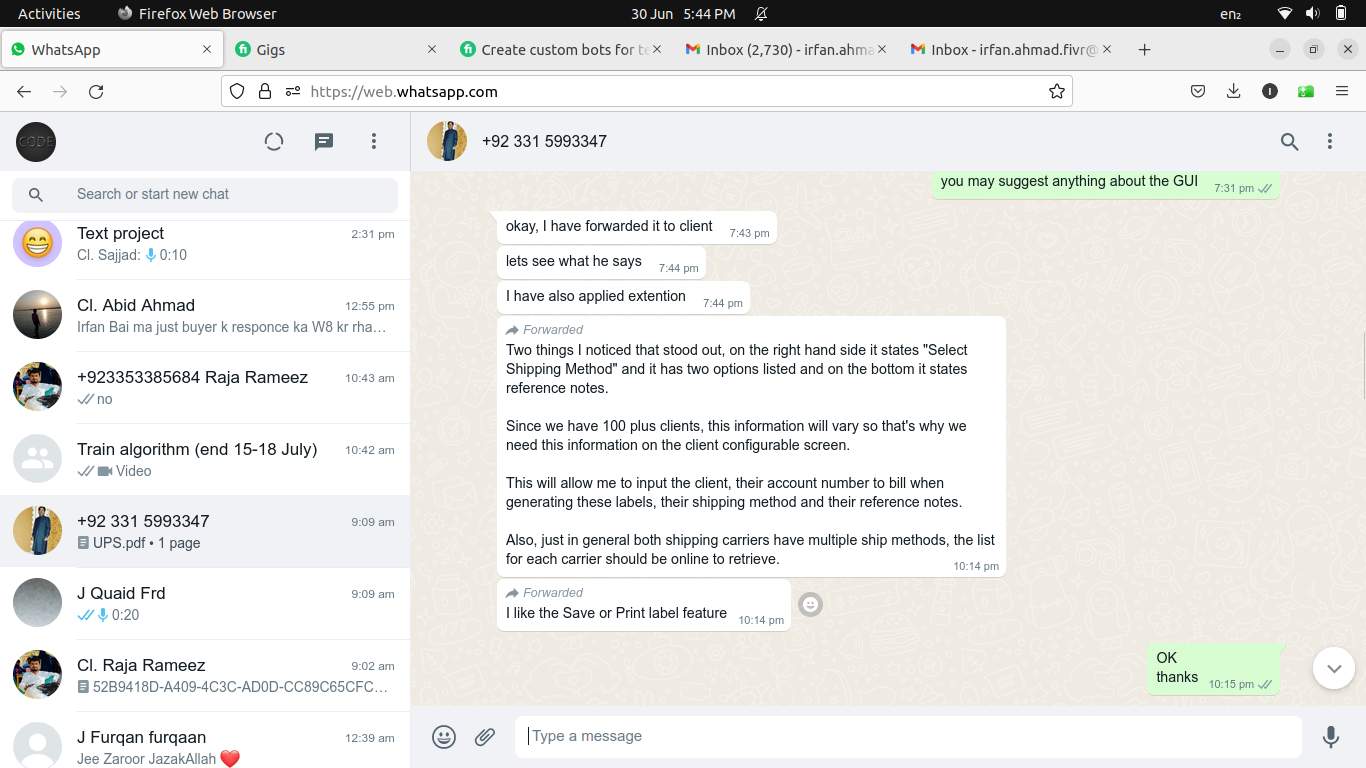 Activities
Firefox Web Browser
30 Jun 5:44 PM
en₂
WhatsApp
Gigs
Create custom bots for te
Inbox (2,730) - irfan.ahma
Inbox - irfan.ahmad.fivr@
https://web.whatsapp.com
CODE
Search or start new chat
Text project
2:31 pm
Cl. Sajjad: 0:10
Cl. Abid Ahmad
12:55 pm
Irfan Bai ma just buyer k responce ka W8 kr rha…
+923353385684 Raja Rameez
10:43 am
no
Train algorithm (end 15-18 July)
10:42 am
Video
+92 331 5993347
9:09 am
UPS.pdf • 1 page
J Quaid Frd
9:09 am
0:20
Cl. Raja Rameez
9:02 am
52B9418D-A409-4C3C-AD0D-CC89C65CFC…
J Furqan furqaan
12:39 am
Jee Zaroor JazakAllah ❤️
+92 331 5993347
you may suggest anything about the GUI
7:31 pm
okay, I have forwarded it to client
7:43 pm
lets see what he says
7:44 pm
I have also applied extention
7:44 pm
Forwarded
Two things I noticed that stood out, on the right hand side it states "Select
Shipping Method" and it has two options listed and on the bottom it states
reference notes.
Since we have 100 plus clients, this information will vary so that's why we
need this information on the client configurable screen.
This will allow me to input the client, their account number to bill when
generating these labels, their shipping method and their reference notes.
Also, just in general both shipping carriers have multiple ship methods, the list
for each carrier should be online to retrieve.
10:14 pm
Forwarded
I like the Save or Print label feature
10:14 pm
OK
thanks
10:15 pm
Type a message